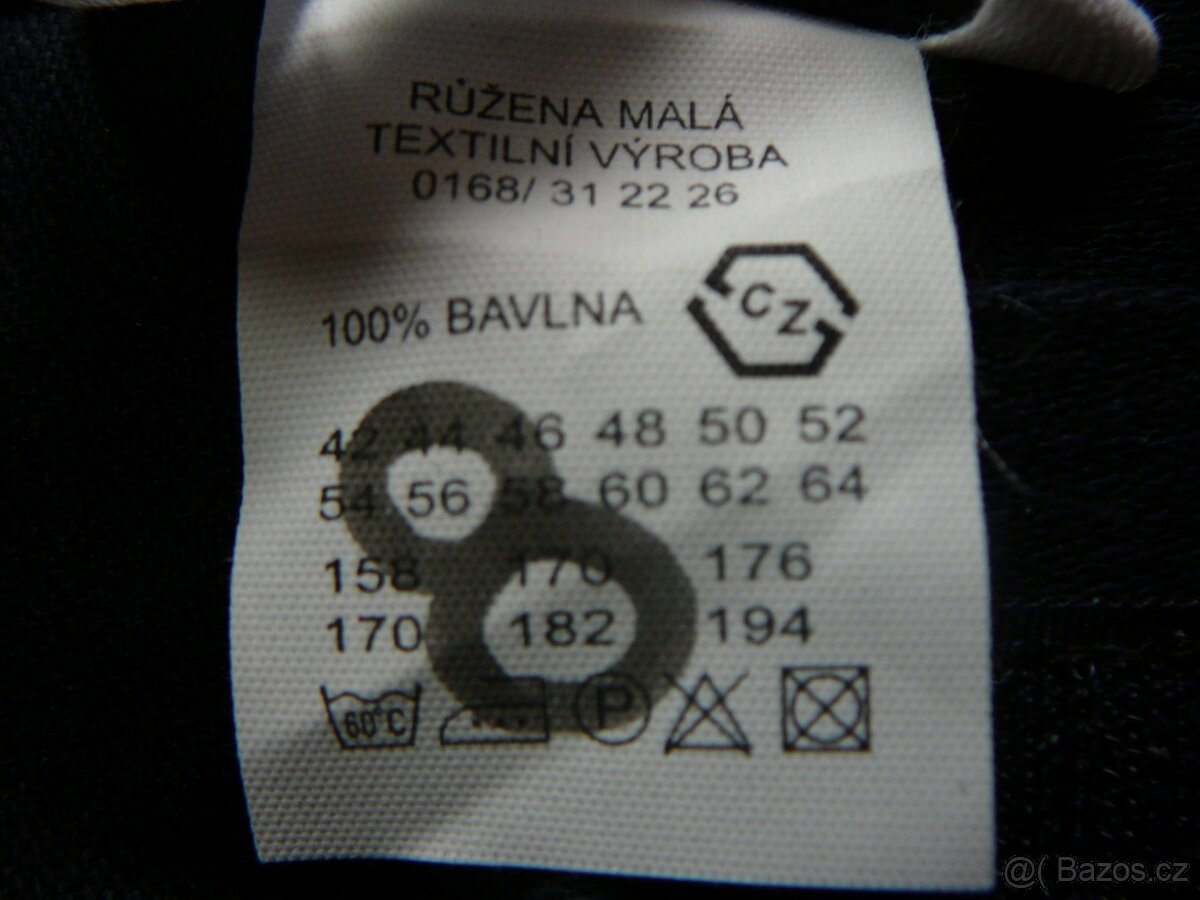 RŮŽENA MALÁ
TEXTILNÍ VÝROBA
0168/ 31 22 26
100% BAVLNA
CZ
42 44 46 48 50 52
54 56 58 60 62 64
158 170 176
170 182 194
60°C P
@( Bazos.cz